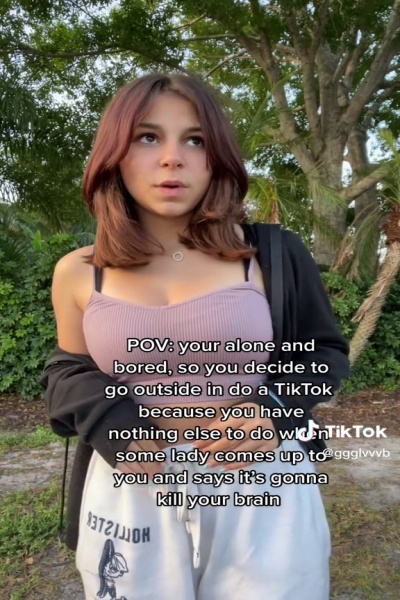 POV: your alone and
bored, so you decide to
go outside in do a TikTok
because you have
nothing else to do when
some lady comes up to
you and says it's gonna
kill your brain
TikTok
@ggglvvvb
HOLLISTER